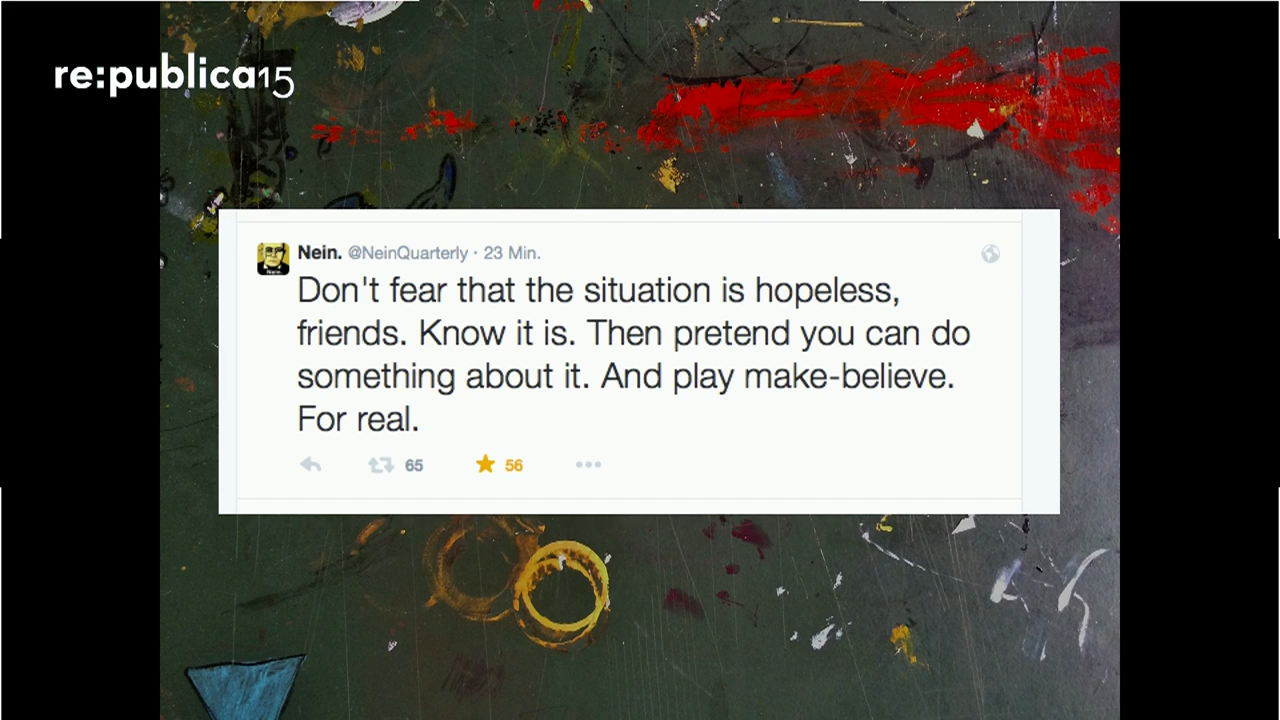 re:publica15
Nein. @NeinQuarterly · 23 Min.
Don't fear that the situation is hopeless,
friends. Know it is. Then pretend you can do
something about it. And play make-believe.
For real.
65 56